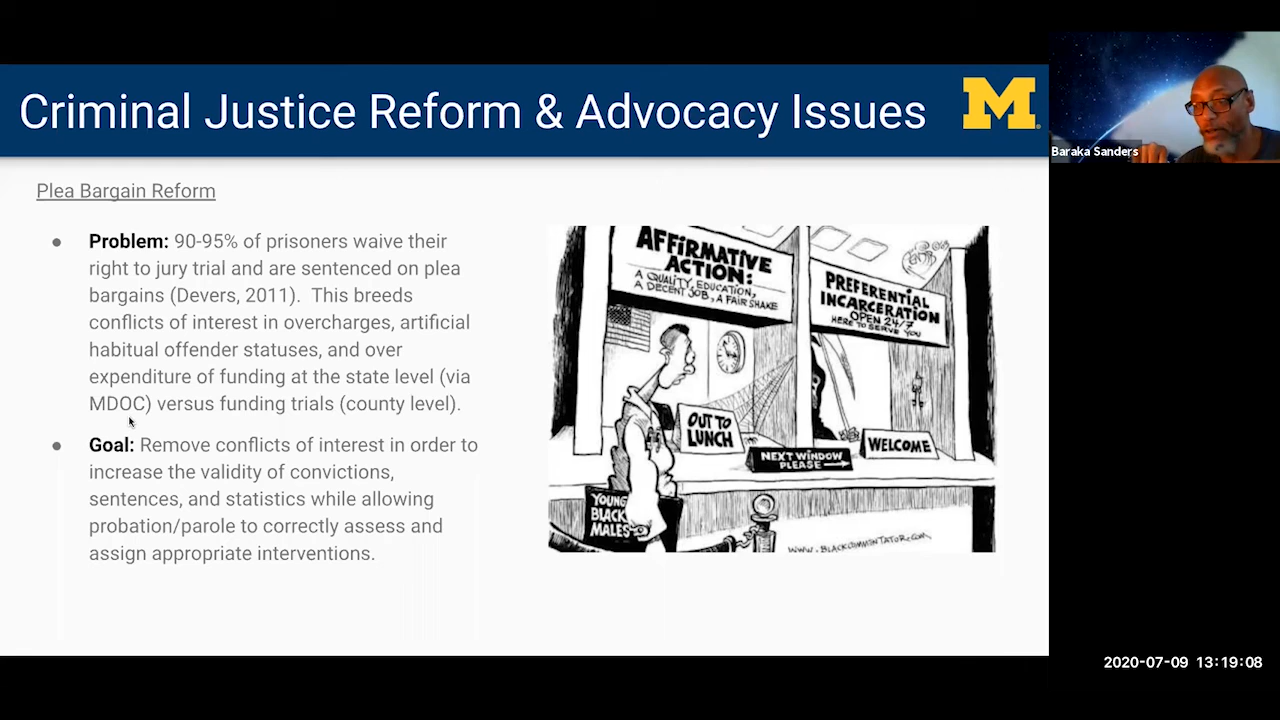 Criminal Justice Reform & Advocacy Issues
M
Baraka Sanders
Plea Bargain Reform
● Problem: 90-95% of prisoners waive their
right to jury trial and are sentenced on plea
bargains (Devers, 2011). This breeds
conflicts of interest in overcharges, artificial
habitual offender statuses, and over
expenditure of funding at the state level (via
MDOC) versus funding trials (county level).
● Goal: Remove conflicts of interest in order to
increase the validity of convictions,
sentences, and statistics while allowing
probation/parole to correctly assess and
assign appropriate interventions.
AFFIRMATIVE
ACTION:
A QUALITY, EDUCATION,
A DECENT JOB, A FAIR SHAKE
PREFERENTIAL
INCARCERATION
OPEN 24/7
HERE TO SERVE YOU
OUT TO
LUNCH
NEXT WINDOW
PLEASE
WELCOME
YOUNG
BLACK
MALES
WWW.BLACKCOMMENTATOR.COM
2020-07-09 13:19:08